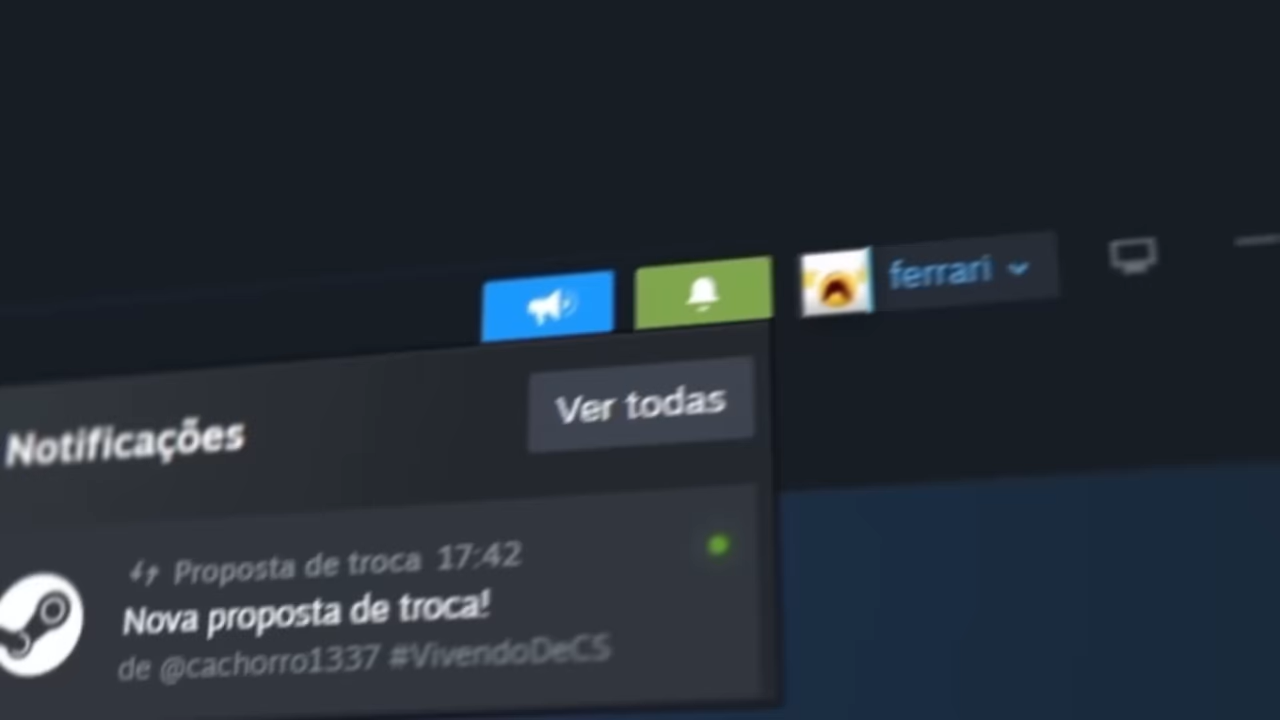 ferrari
Notificações
Ver todas
Proposta de troca 17:42
Nova proposta de troca!
de @cachorro1337 #VivendoDeCS